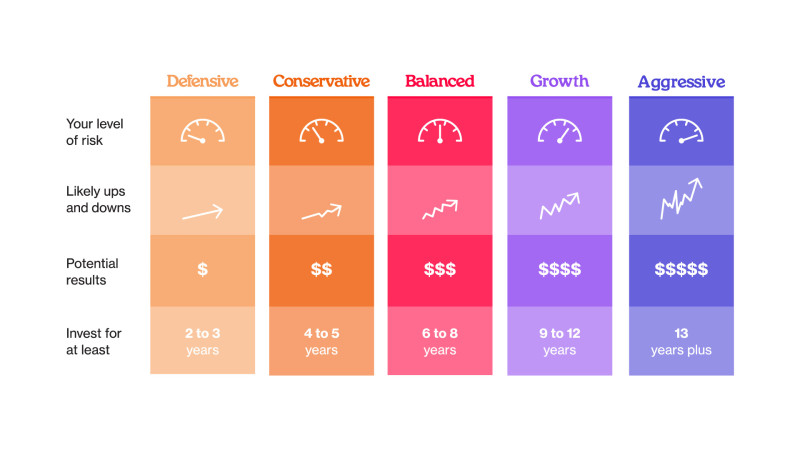 Defensive Conservative Balanced Growth Aggressive
Your level
of risk
Likely ups
and downs
Potential
results
$ $$ $$$ $$$$ $$$$$
Invest for
at least
2 to 3
years
4 to 5
years
6 to 8
years
9 to 12
years
13
years plus